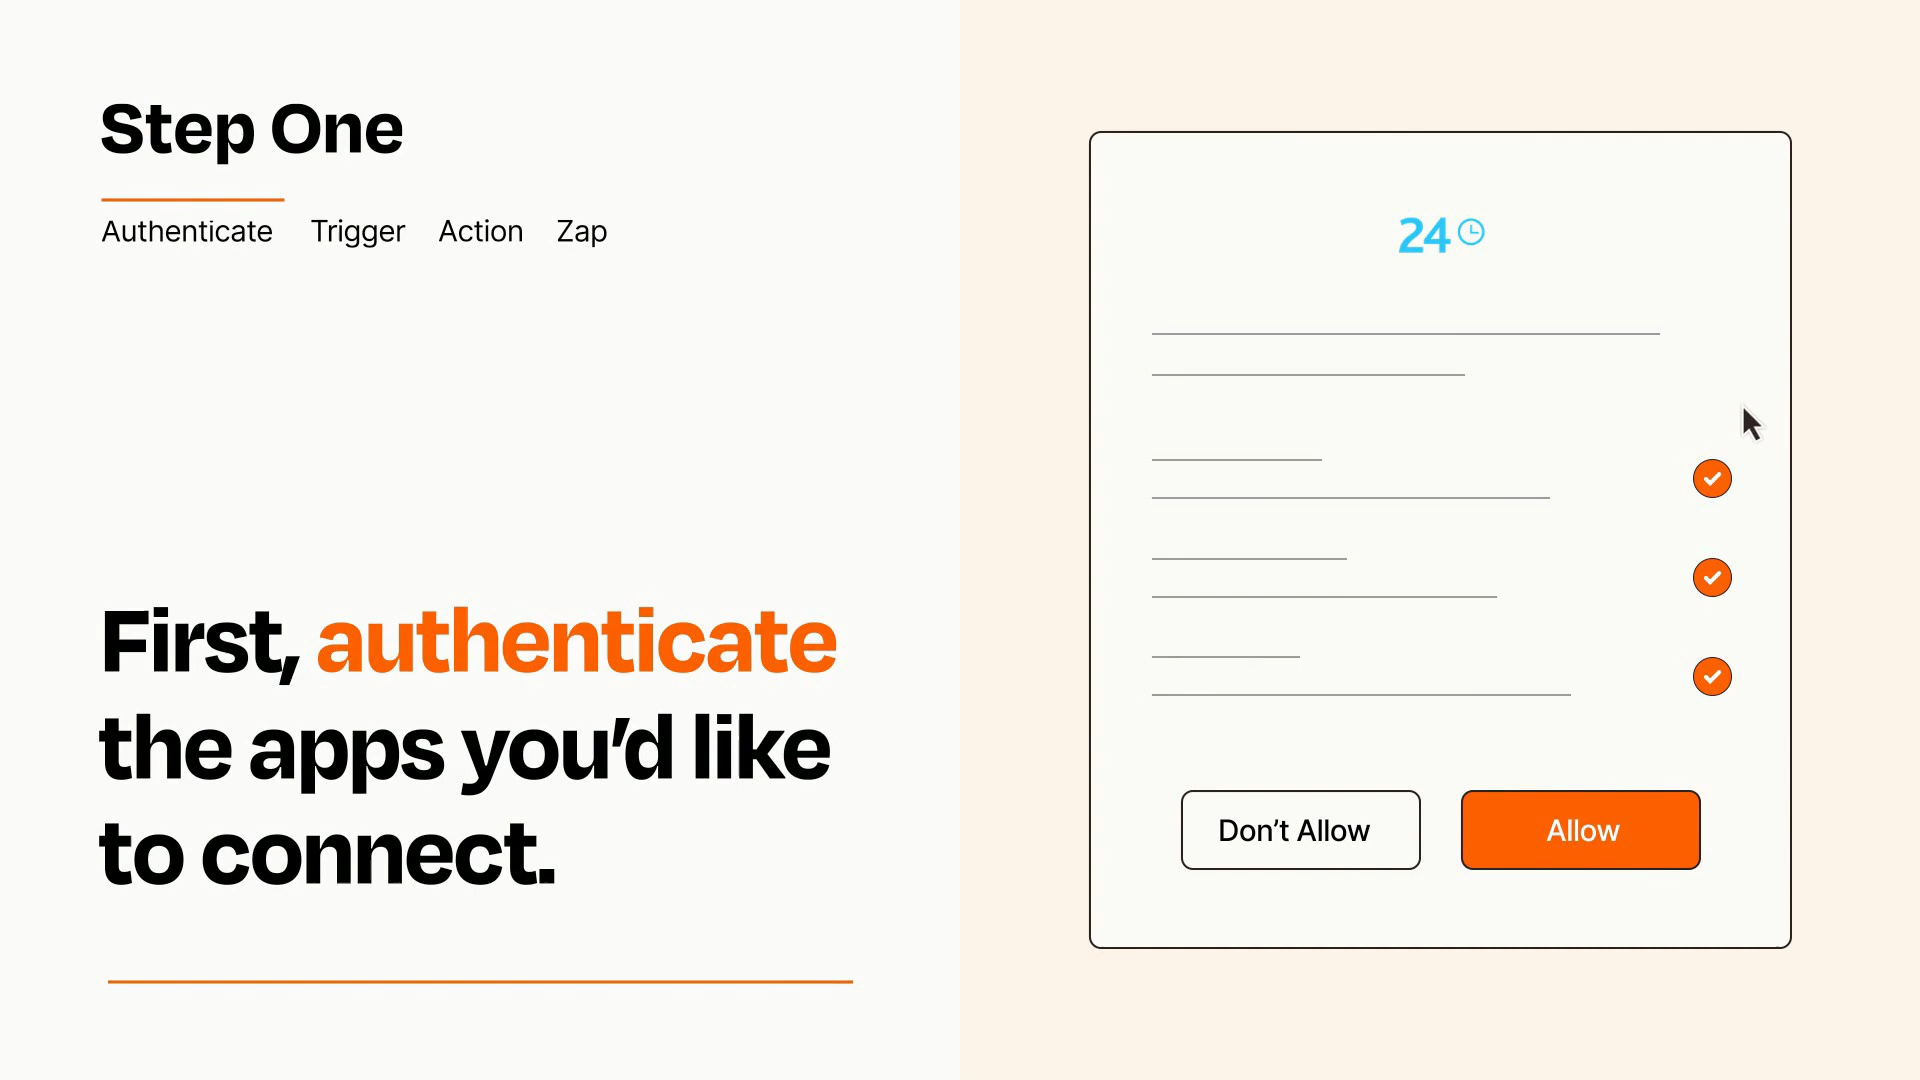 Step One
Authenticate Trigger Action Zap
First, authenticate
the apps you’d like
to connect.
24
Don’t Allow Allow